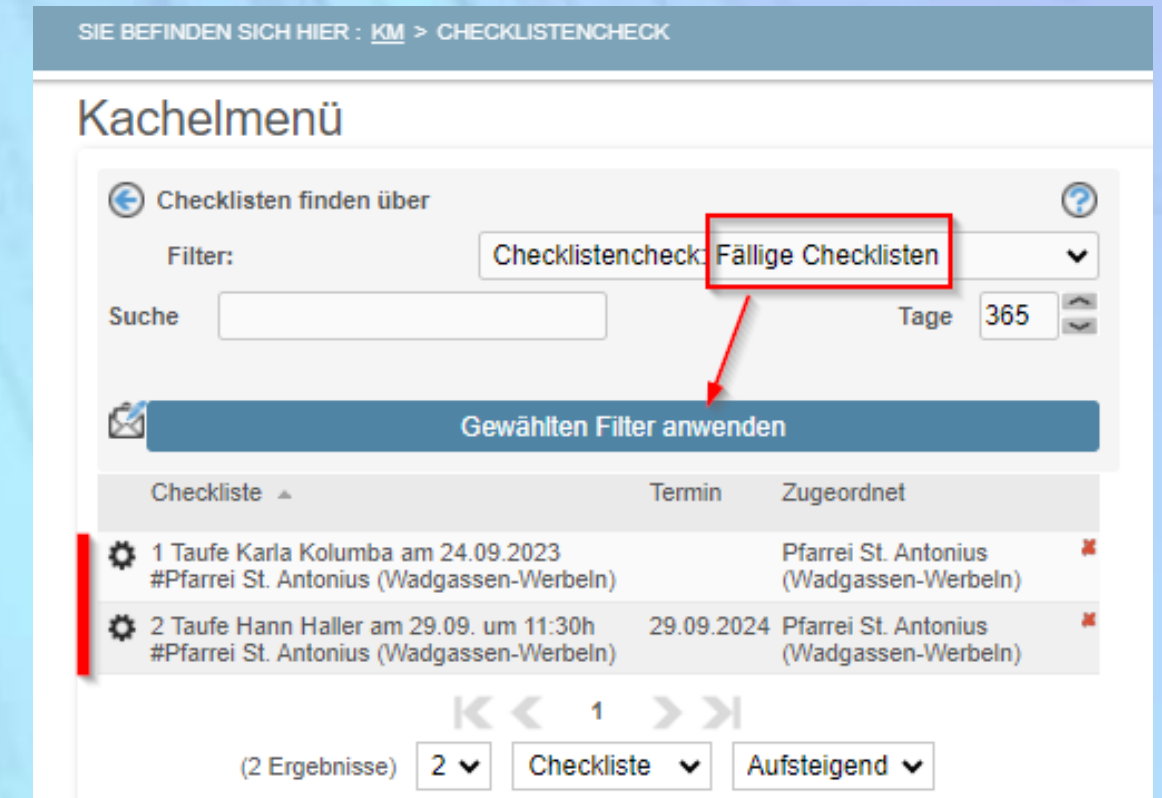 SIE BEFINDEN SICH HIER : KM > CHECKLISTENCHECK
Kachelmenü
Checklisten finden über
Filter: Checklistencheck: Fällige Checklisten
Suche Tage 365
Gewählten Filter anwenden
Checkliste Termin Zugeordnet
1 Taufe Karla Kolumba am 24.09.2023 Pfarrei St. Antonius
#Pfarrei St. Antonius (Wadgassen-Werbeln) (Wadgassen-Werbeln)
2 Taufe Hann Haller am 29.09. um 11:30h 29.09.2024 Pfarrei St. Antonius
#Pfarrei St. Antonius (Wadgassen-Werbeln) (Wadgassen-Werbeln)
1
(2 Ergebnisse) 2 Checkliste Aufsteigend